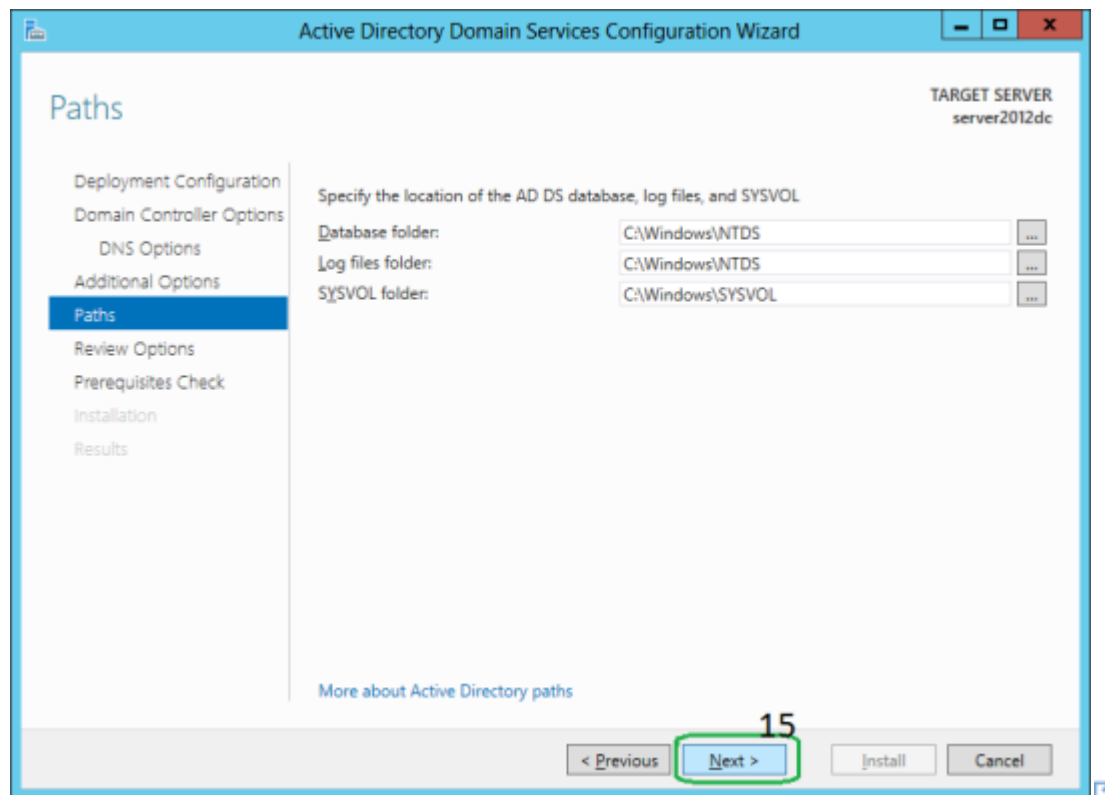 Active Directory Domain Services Configuration Wizard
x
Paths
TARGET SERVER
server2012dc
Deployment Configuration
Domain Controller Options
DNS Options
Additional Options
Paths
Review Options
Prerequisites Check
Installation
Results
Specify the location of the AD DS database, log files, and SYSVOL
Database folder: C:\Windows\NTDS ...
Log files folder: C:\Windows\NTDS ...
SYSVOL folder: C:\Windows\SYSVOL ...
More about Active Directory paths
15
< Previous Next > Install Cancel